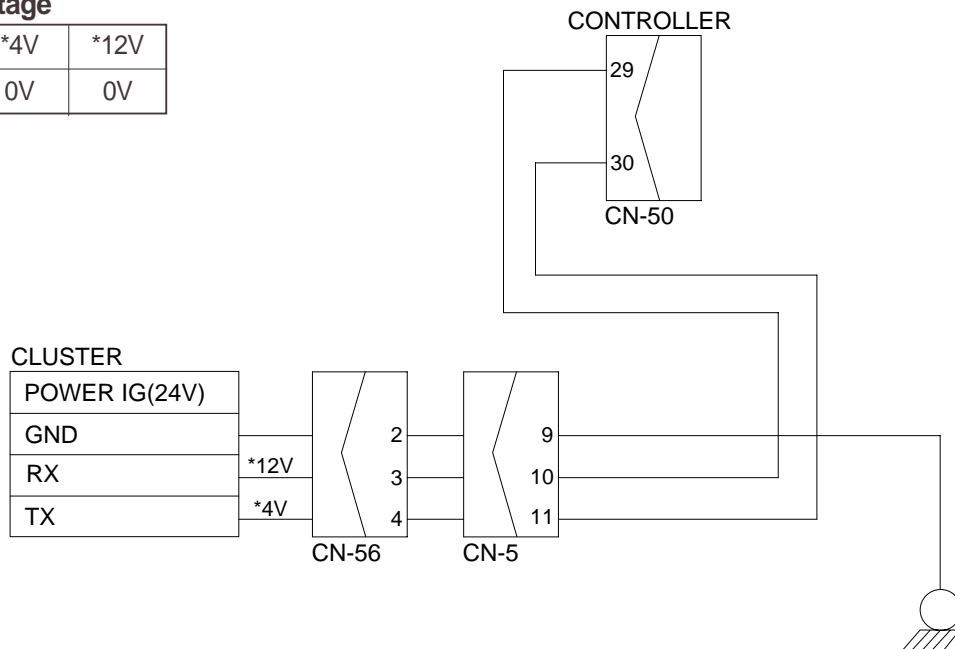 *4V *12V
0V 0V
CONTROLLER
29
30
CN-50
CLUSTER
POWER IG(24V)
GND 2 9
RX *12V 3 10
TX *4V 4 11
CN-56 CN-5